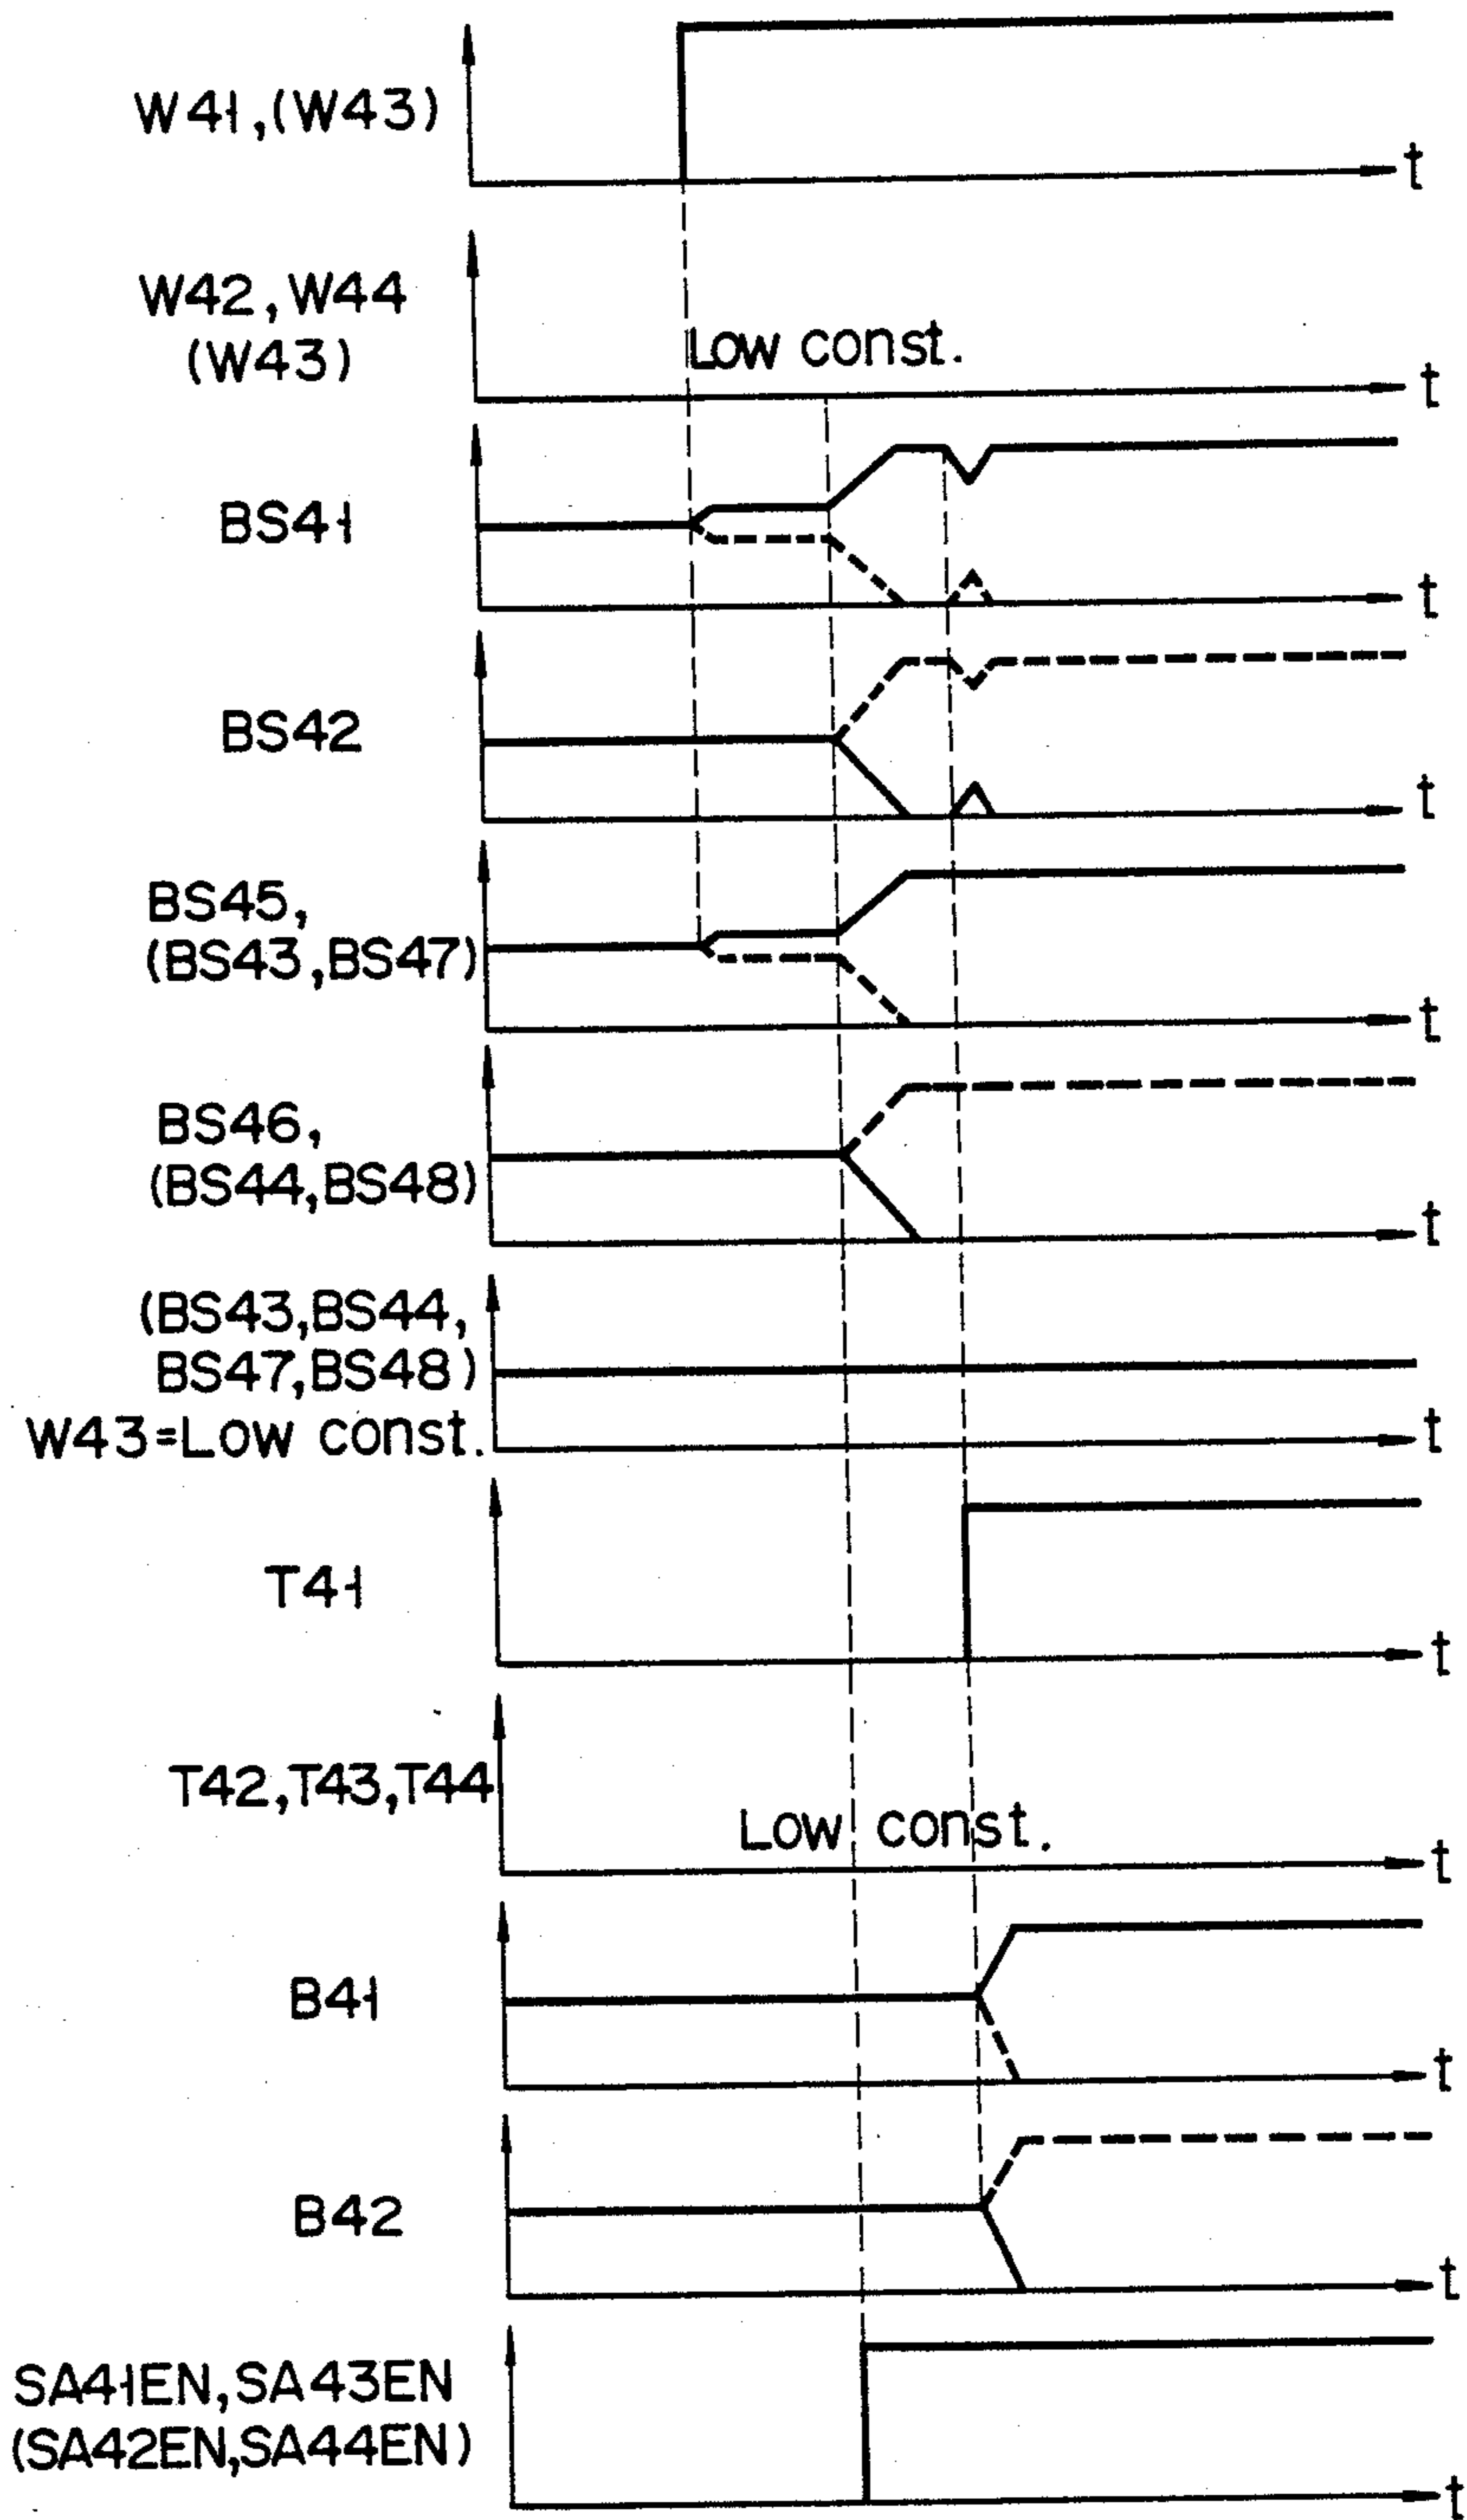 W41,(W43)
t
W42,W44
(W43)
Low const.
t
BS41
t
BS42
t
BS45,
(BS43,BS47)
t
BS46,
(BS44,BS48)
t
(BS43,BS44,
BS47,BS48)
W43=Low const.
t
T41
t
T42,T43,T44
Low const.
t
B41
t
B42
t
SA41EN,SA43EN
(SA42EN,SA44EN)
t